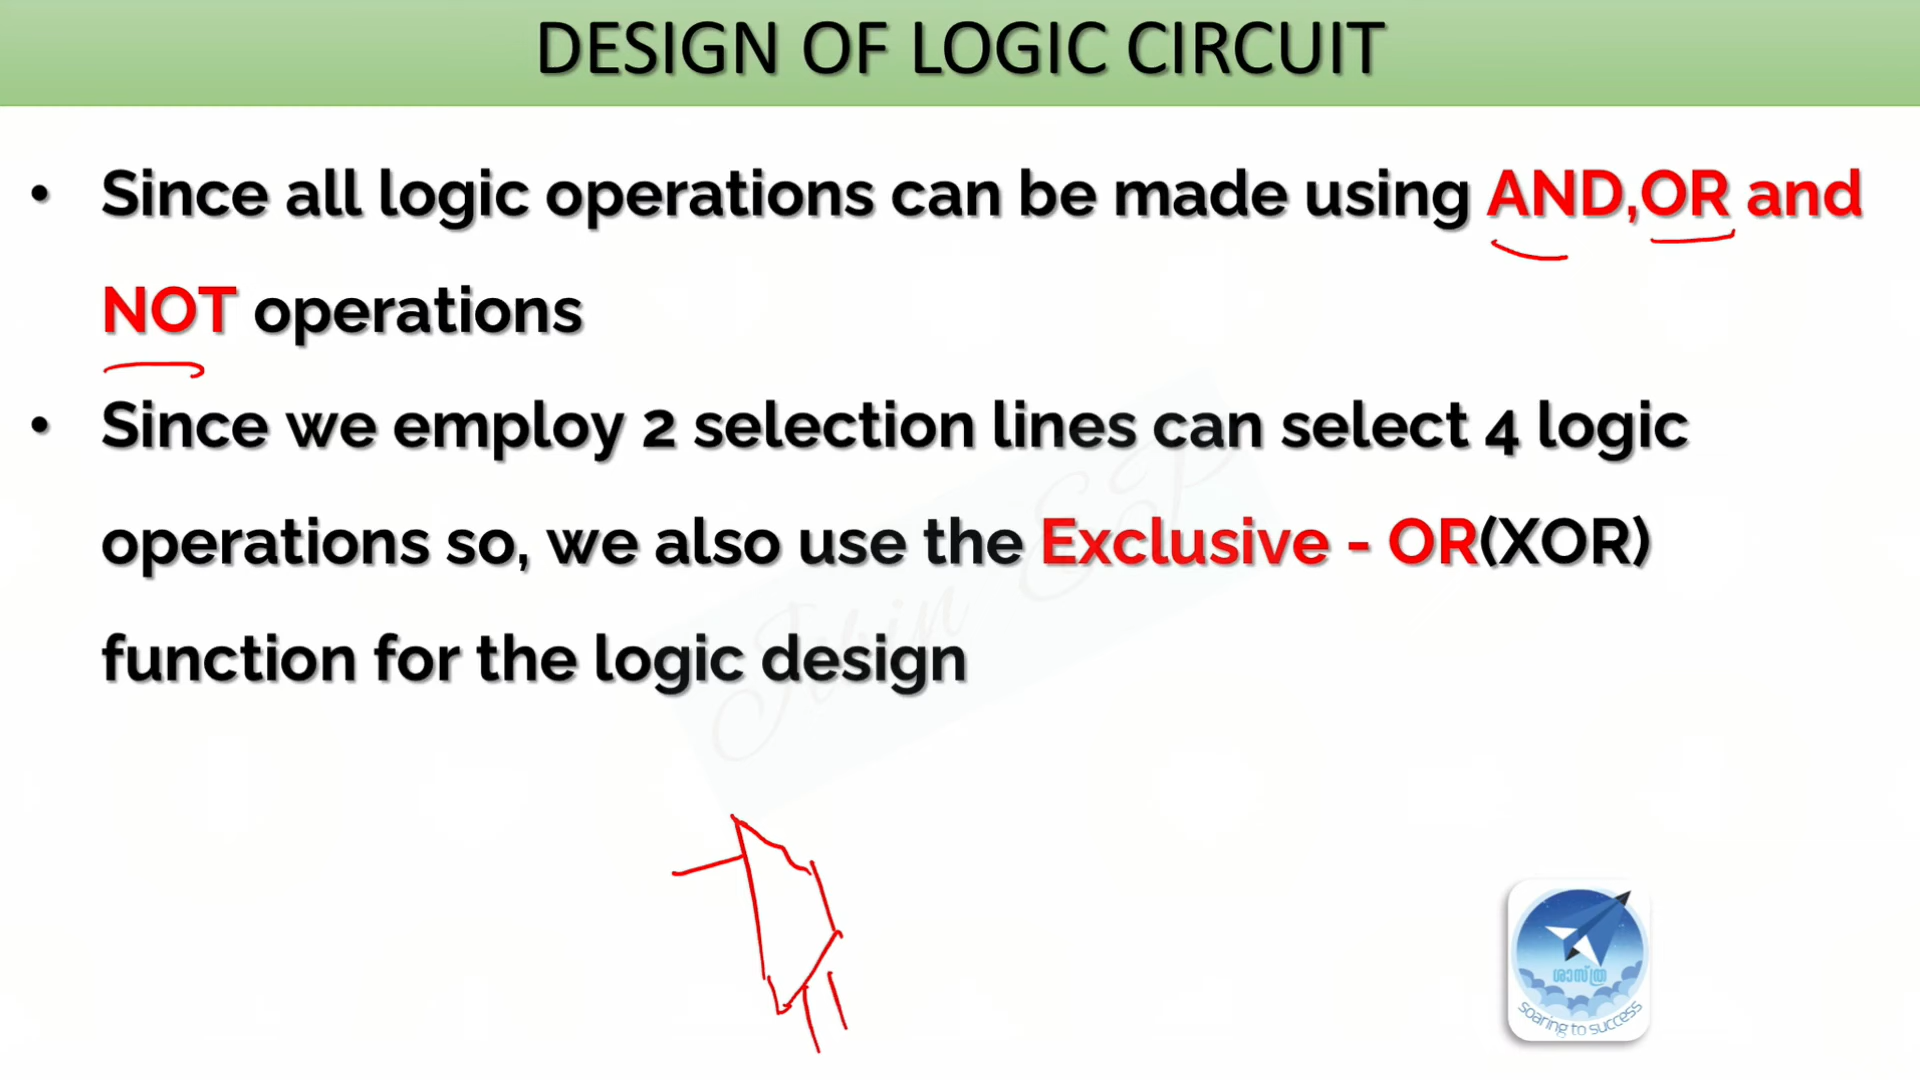 DESIGN OF LOGIC CIRCUIT
• Since all logic operations can be made using AND,OR and
NOT operations
• Since we employ 2 selection lines can select 4 logic
operations so, we also use the Exclusive - OR(XOR)
function for the logic design
Jibin EP
ശാസ്ത്ര
soaring to success